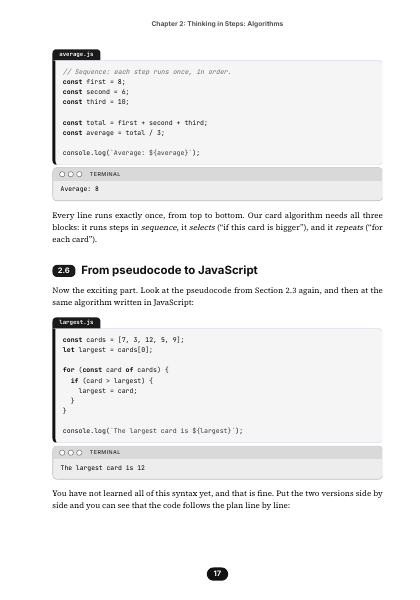 Chapter 2: Thinking in Steps: Algorithms
average.js
// Sequence: each step runs once, in order.
const first = 8;
const second = 6;
const third = 10;
const total = first + second + third;
const average = total / 3;
console.log(`Average: ${average}`);
TERMINAL
Average: 8
Every line runs exactly once, from top to bottom. Our card algorithm needs all three
blocks: it runs steps in sequence, it selects (“if this card is bigger”), and it repeats (“for
each card”).
2.6 From pseudocode to JavaScript
Now the exciting part. Look at the pseudocode from Section 2.3 again, and then at the
same algorithm written in JavaScript:
largest.js
const cards = [7, 3, 12, 5, 9];
let largest = cards[0];
for (const card of cards) {
if (card > largest) {
largest = card;
}
}
console.log(`The largest card is ${largest}`);
TERMINAL
The largest card is 12
You have not learned all of this syntax yet, and that is fine. Put the two versions side by
side and you can see that the code follows the plan line by line:
17